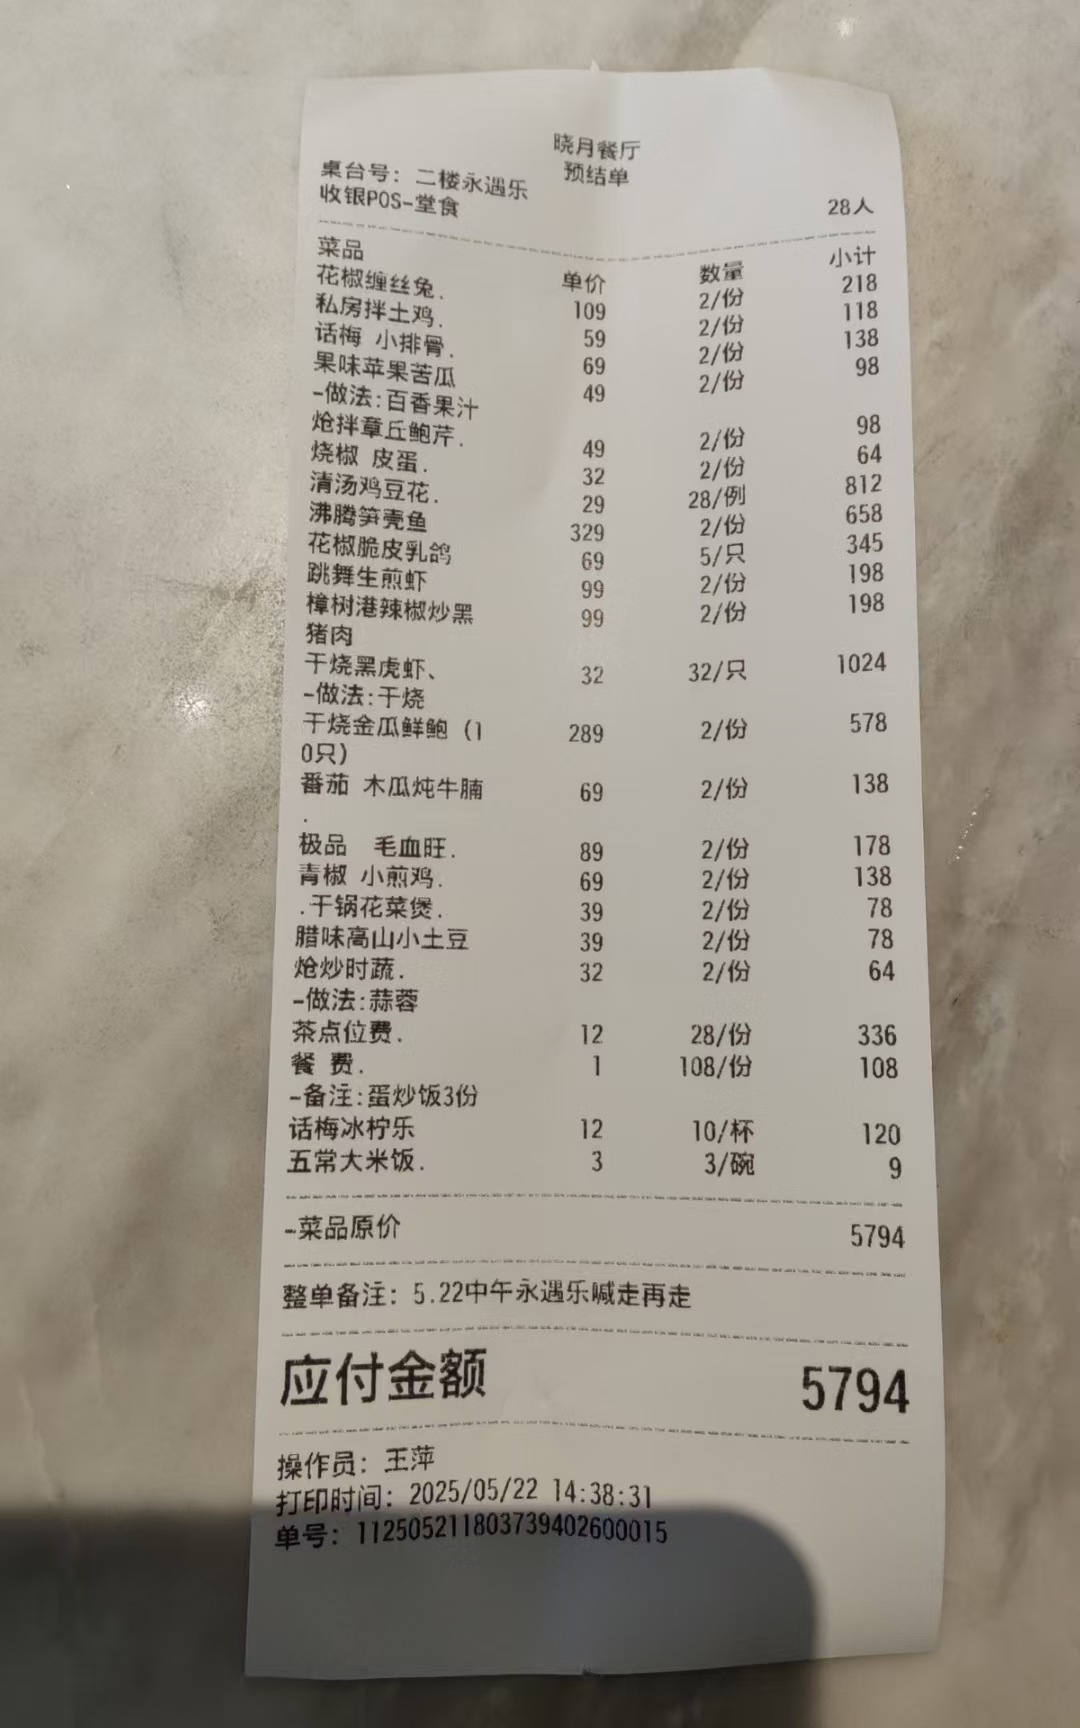 晓月餐厅
预结单
桌台号：二楼永遇乐
收银POS-堂食 28人
菜品 单价 数量 小计
花椒缠丝兔. 109 2/份 218
私房拌土鸡. 59 2/份 118
话梅 小排骨. 69 2/份 138
果味苹果苦瓜 49 2/份 98
-做法:百香果汁
炝拌章丘鲍芹. 49 2/份 98
烧椒 皮蛋. 32 2/份 64
清汤鸡豆花. 29 28/例 812
沸腾笋壳鱼 329 2/份 658
花椒脆皮乳鸽 69 5/只 345
跳舞生煎虾 99 2/份 198
樟树港辣椒炒黑 99 2/份 198
猪肉
干烧黑虎虾、 32 32/只 1024
-做法:干烧
干烧金瓜鲜鲍（1 289 2/份 578
0只）
番茄 木瓜炖牛腩 69 2/份 138
.
极品 毛血旺. 89 2/份 178
青椒 小煎鸡. 69 2/份 138
.干锅花菜煲. 39 2/份 78
腊味高山小土豆 39 2/份 78
炝炒时蔬. 32 2/份 64
-做法:蒜蓉
茶点位费. 12 28/份 336
餐 费. 1 108/份 108
-备注:蛋炒饭3份
话梅冰柠乐 12 10/杯 120
五常大米饭. 3 3/碗 9
-菜品原价 5794
整单备注：5.22中午永遇乐喊走再走
应付金额 5794
操作员：王萍
打印时间：2025/05/22 14:38:31
单号：112505211803739402600015